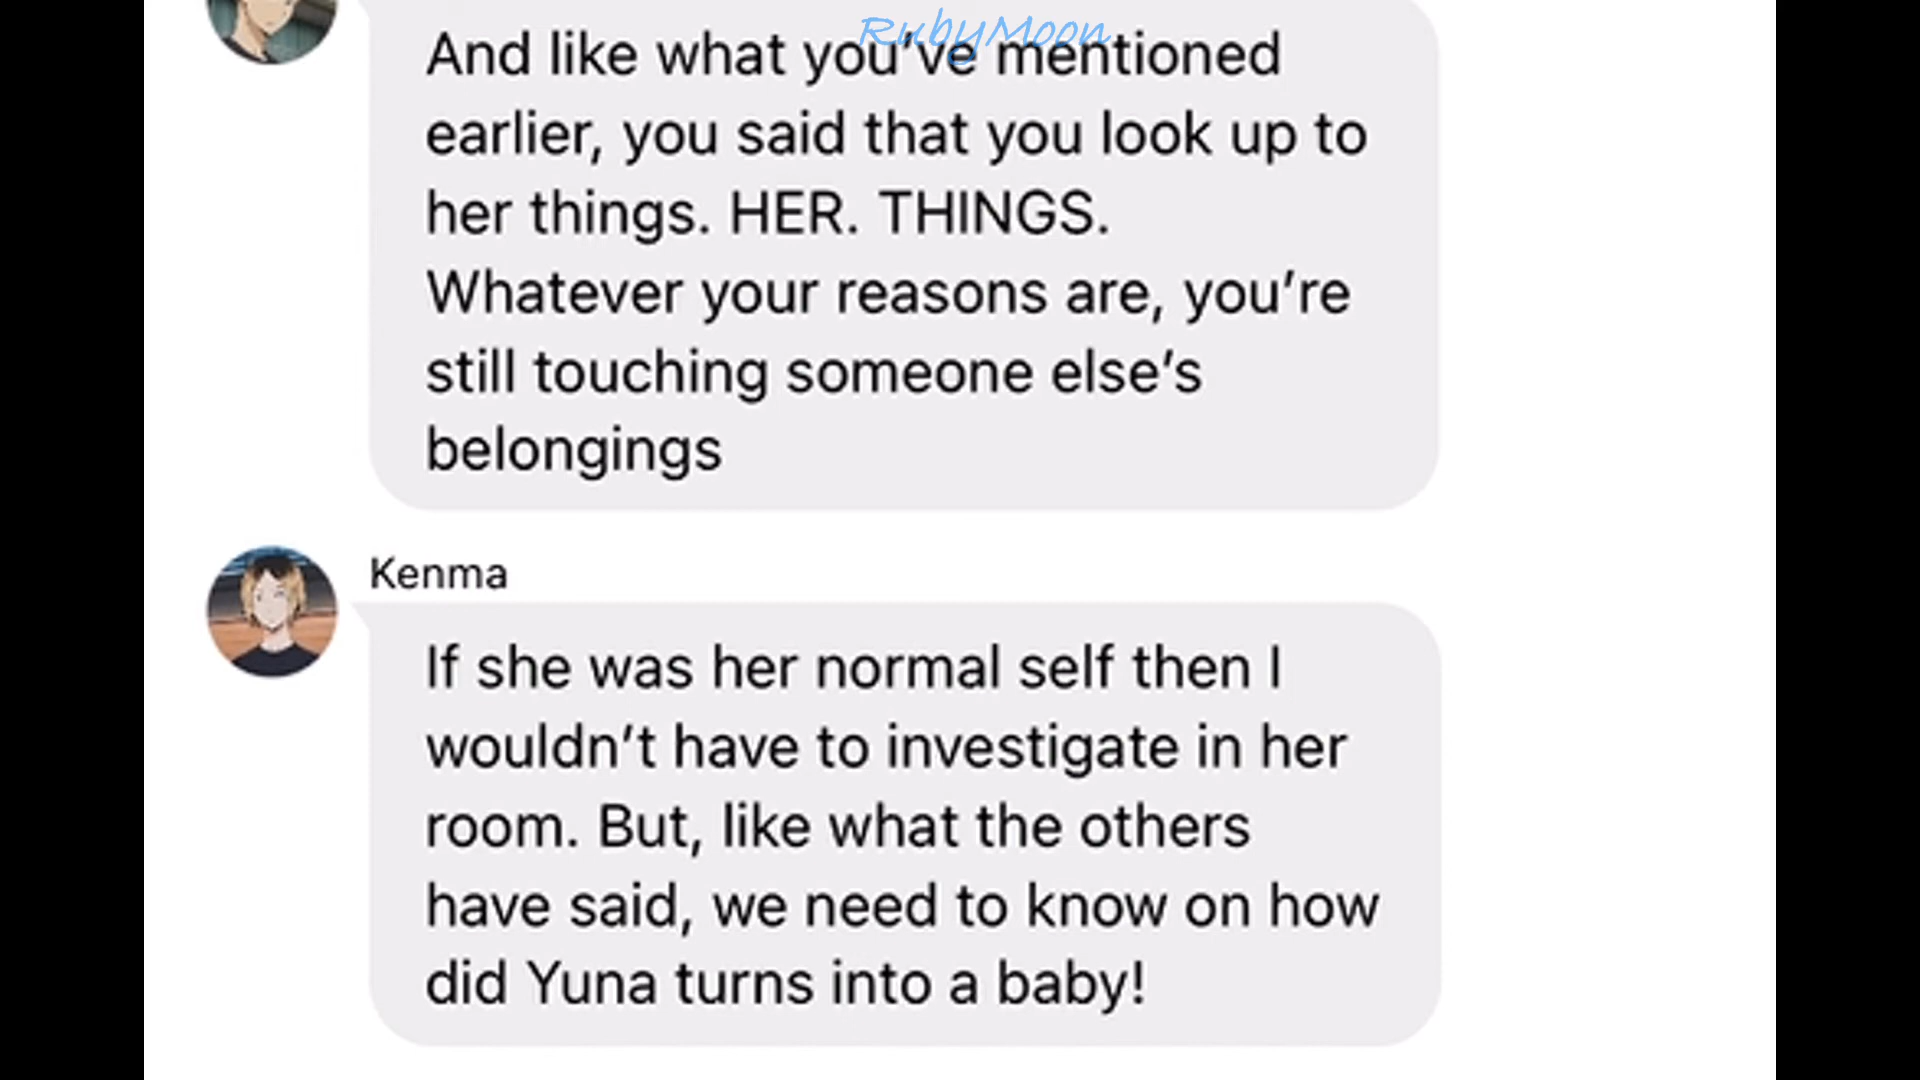 RubyMoon
And like what you've mentioned
earlier, you said that you look up to
her things. HER. THINGS.
Whatever your reasons are, you're
still touching someone else's
belongings
Kenma
If she was her normal self then I
wouldn't have to investigate in her
room. But, like what the others
have said, we need to know on how
did Yuna turns into a baby!